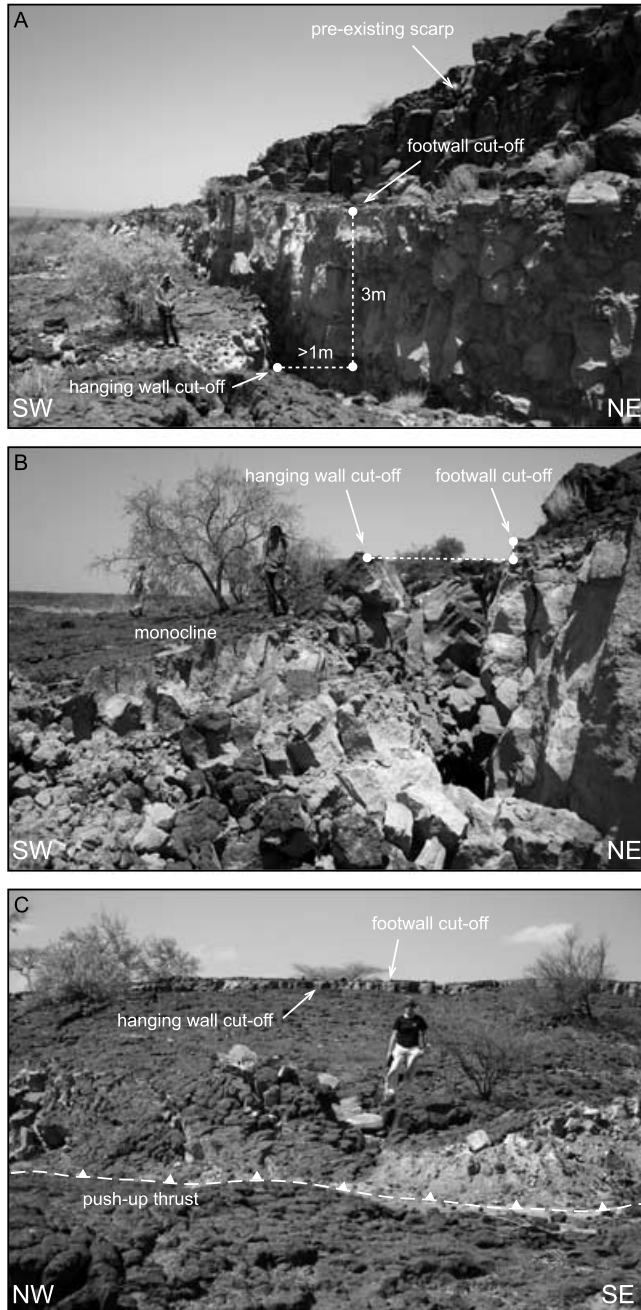 A
pre-existing scarp
footwall cut-off
3m
>1m
hanging wall cut-off
SW
NE
B
hanging wall cut-off
footwall cut-off
monocline
SW
NE
C
footwall cut-off
hanging wall cut-off
push-up thrust
NW
SE